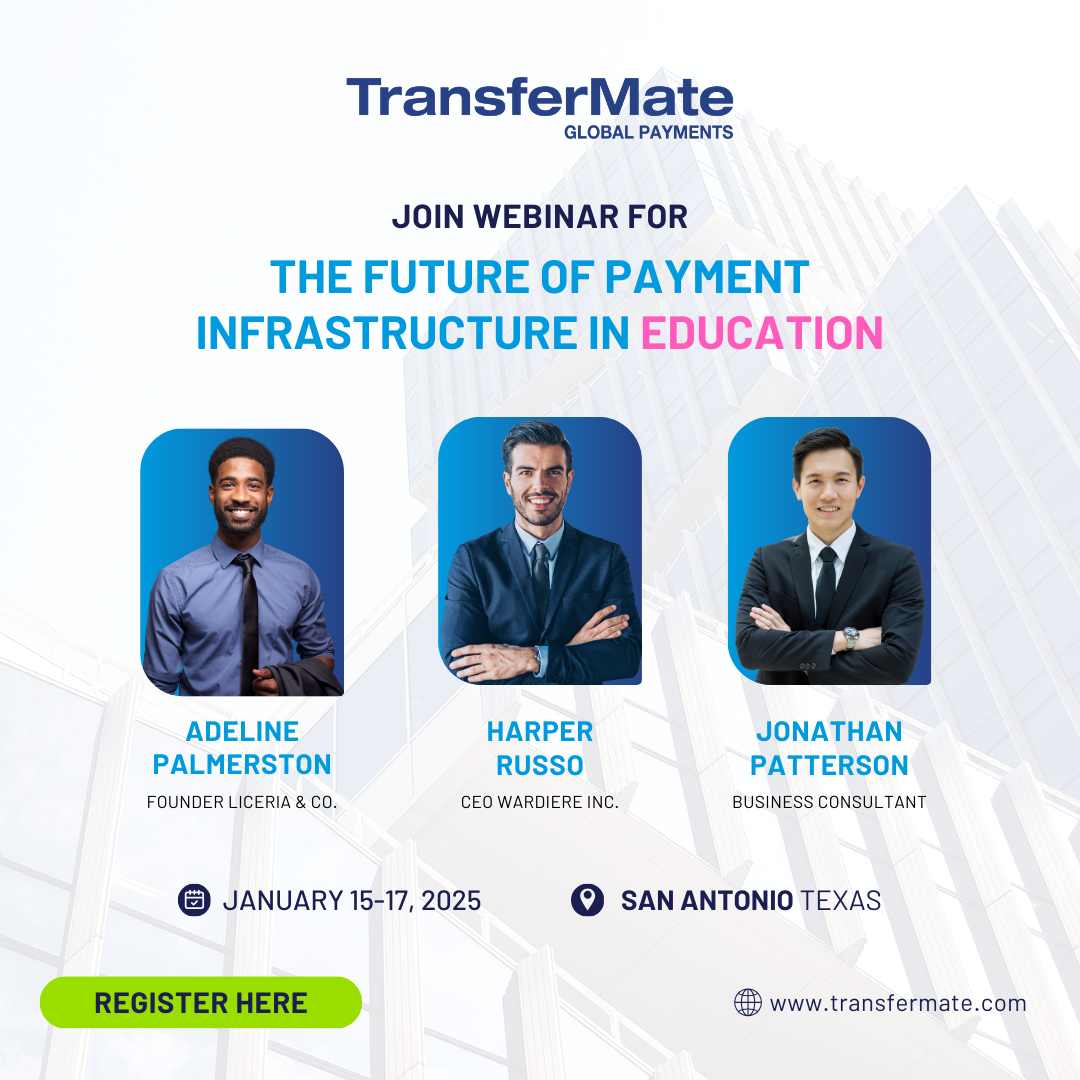 TransferMate
GLOBAL PAYMENTS
JOIN WEBINAR FOR
THE FUTURE OF PAYMENT
INFRASTRUCTURE IN EDUCATION
ADELINE
PALMERSTON
FOUNDER LICERIA & CO.
HARPER
RUSSO
CEO WARDIERE INC.
JONATHAN
PATTERSON
BUSINESS CONSULTANT
JANUARY 15-17, 2025
SAN ANTONIO TEXAS
REGISTER HERE
www.transfermate.com